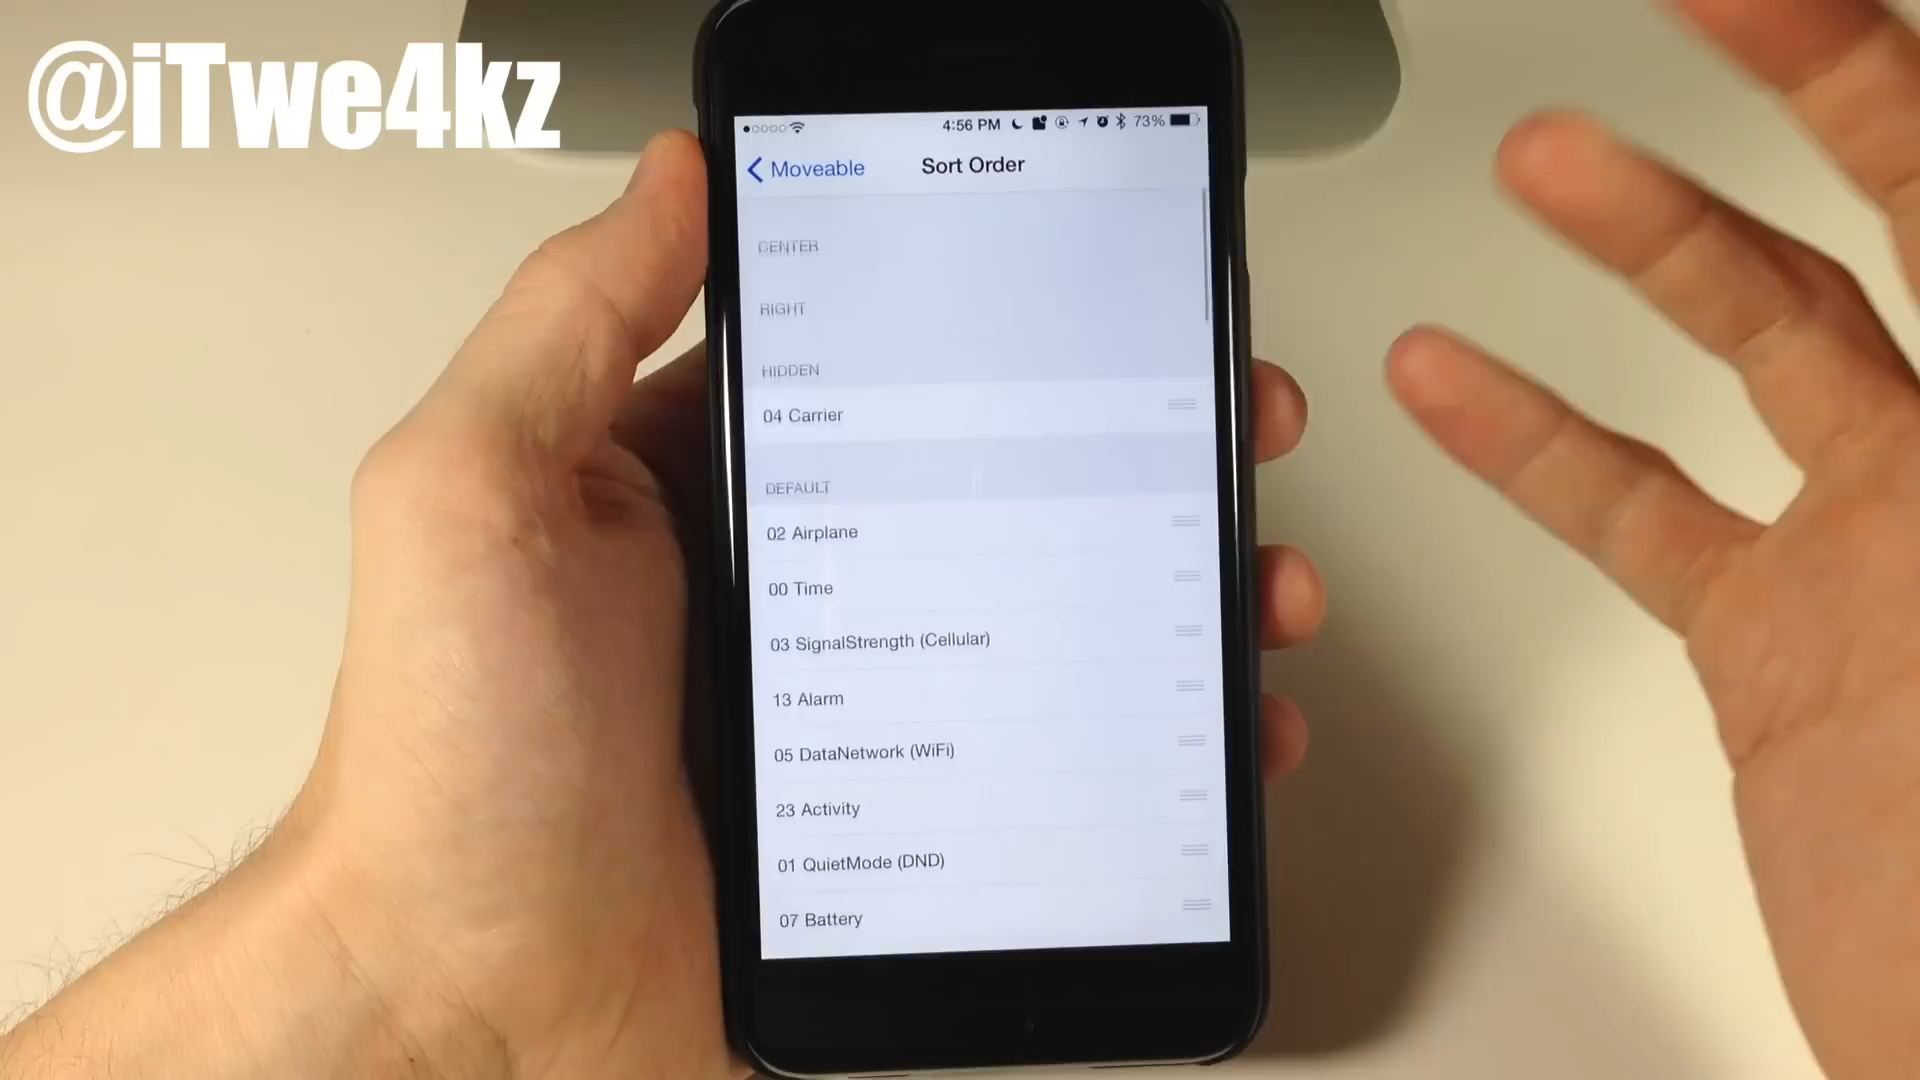 @iTwe4kz
4:56 PM 73%
Moveable Sort Order
CENTER
RIGHT
HIDDEN
04 Carrier
DEFAULT
02 Airplane
00 Time
03 SignalStrength (Cellular)
13 Alarm
05 DataNetwork (WiFi)
23 Activity
01 QuietMode (DND)
07 Battery